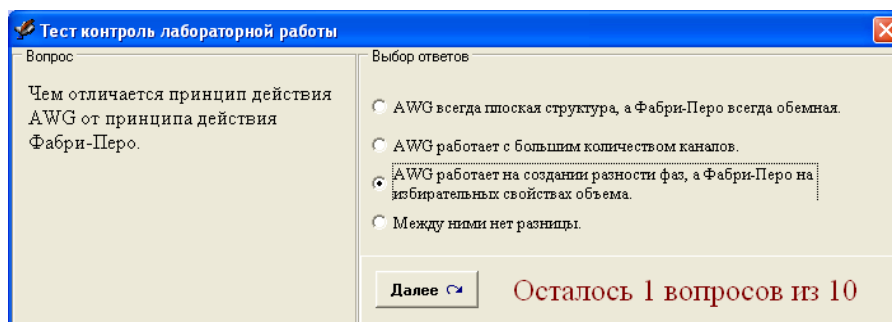 Тест контроль лабораторной работы
Вопрос
Чем отличается принцип действия
AWG от принципа действия
Фабри-Перо.
Выбор ответов
AWG всегда плоская структура, а Фабри-Перо всегда обемная.
AWG работает с большим количеством каналов.
AWG работает на создании разности фаз, а Фабри-Перо на
избирательных свойствах объема.
Между ними нет разницы.
Далее
Осталось 1 вопросов из 10